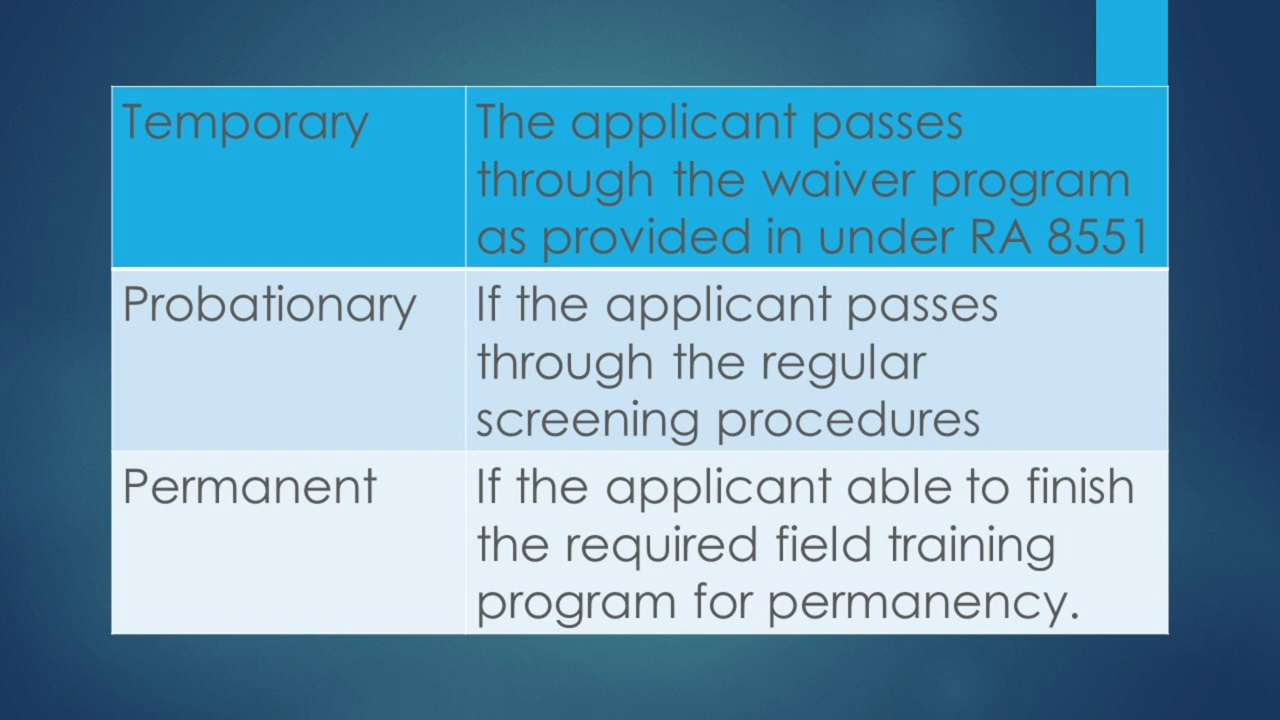 Temporary
The applicant passes
through the waiver program
as provided in under RA 8551
Probationary
If the applicant passes
through the regular
screening procedures
Permanent
If the applicant able to finish
the required field training
program for permanency.